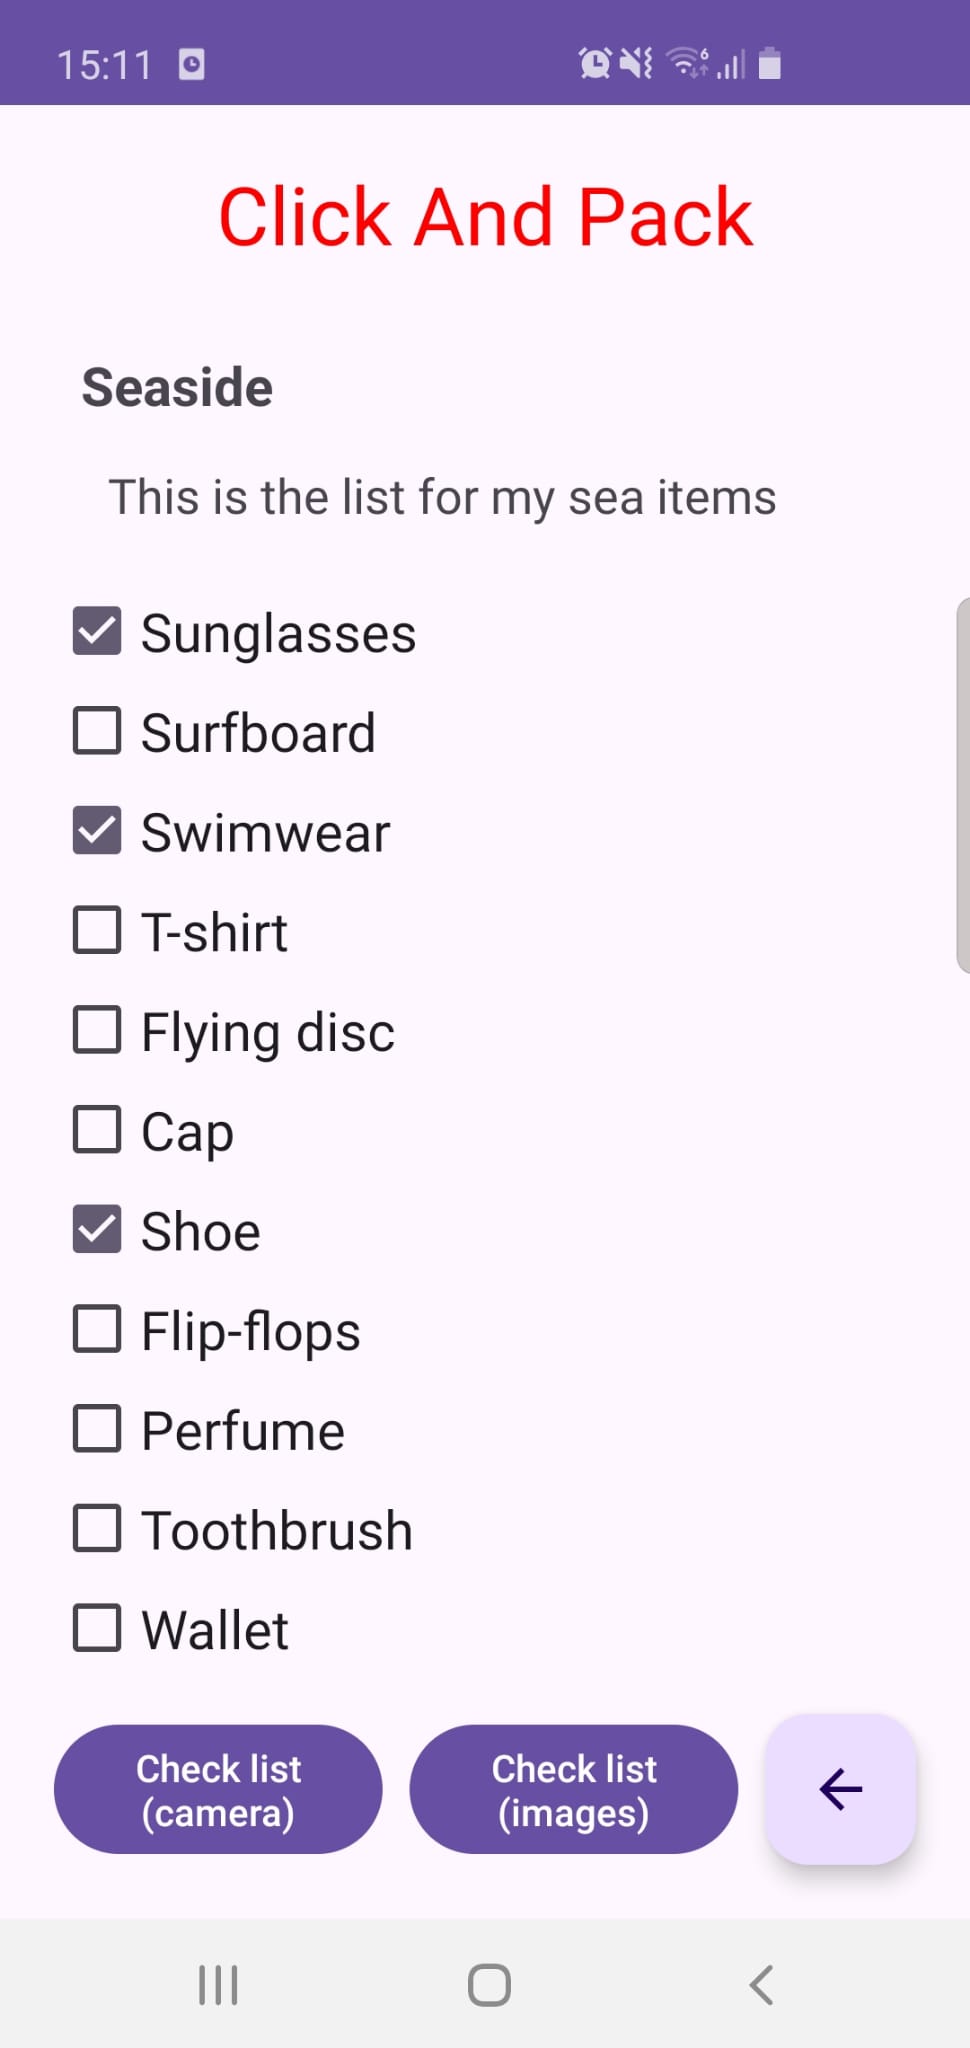 15:11
6
Click And Pack
Seaside
This is the list for my sea items
Sunglasses
Surfboard
Swimwear
T-shirt
Flying disc
Cap
Shoe
Flip-flops
Perfume
Toothbrush
Wallet
Check list
(camera)
Check list
(images)